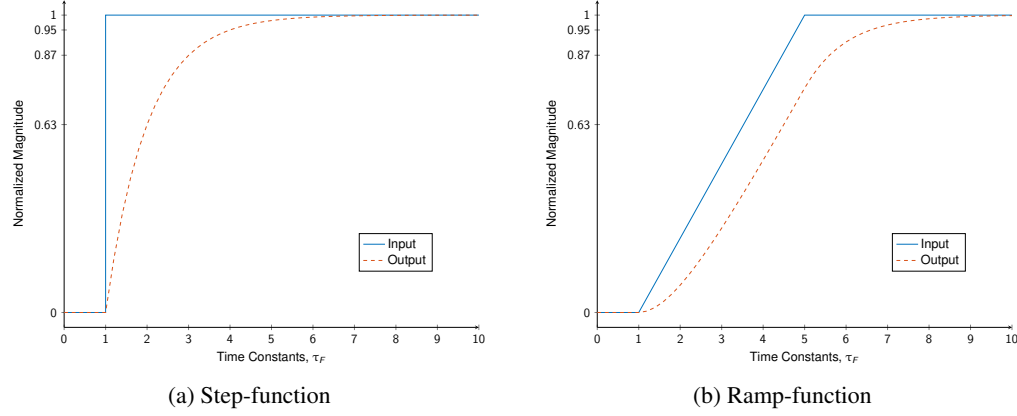 Normalized Magnitude
1
0.95
0.87
0.63
0
0 1 2 3 4 5 6 7 8 9 10
Time Constants, τF
Input
Output
(a) Step-function
Normalized Magnitude
1
0.95
0.87
0.63
0
0 1 2 3 4 5 6 7 8 9 10
Time Constants, τF
Input
Output
(b) Ramp-function